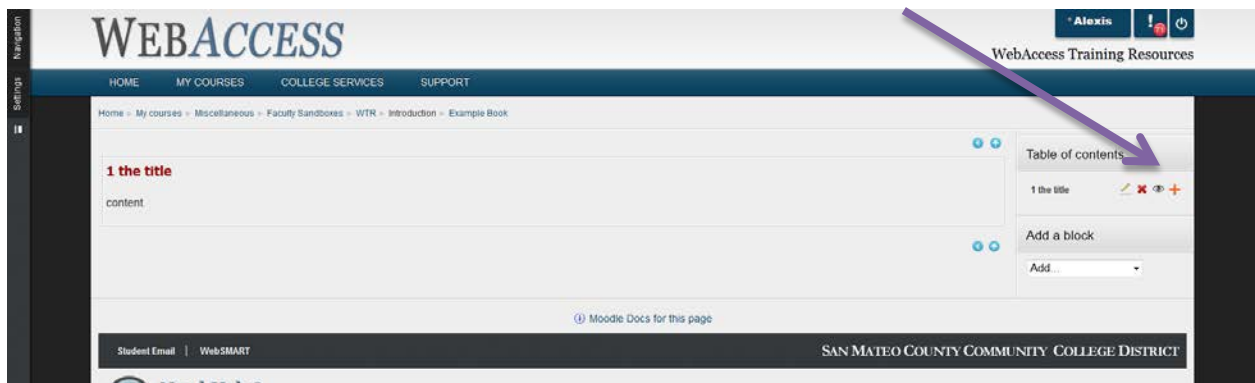 Navigation
Settings
WEBACCESS
Alexis
!
WebAccess Training Resources
HOME MY COURSES COLLEGE SERVICES SUPPORT
Home » My courses » Miscellaneous » Faculty Sandboxes » WTR » Introduction » Example Book
1 the title
content
Table of contents
1 the title
Add a block
Add...
Moodle Docs for this page
Student Email | WebSMART
SAN MATEO COUNTY COMMUNITY COLLEGE DISTRICT